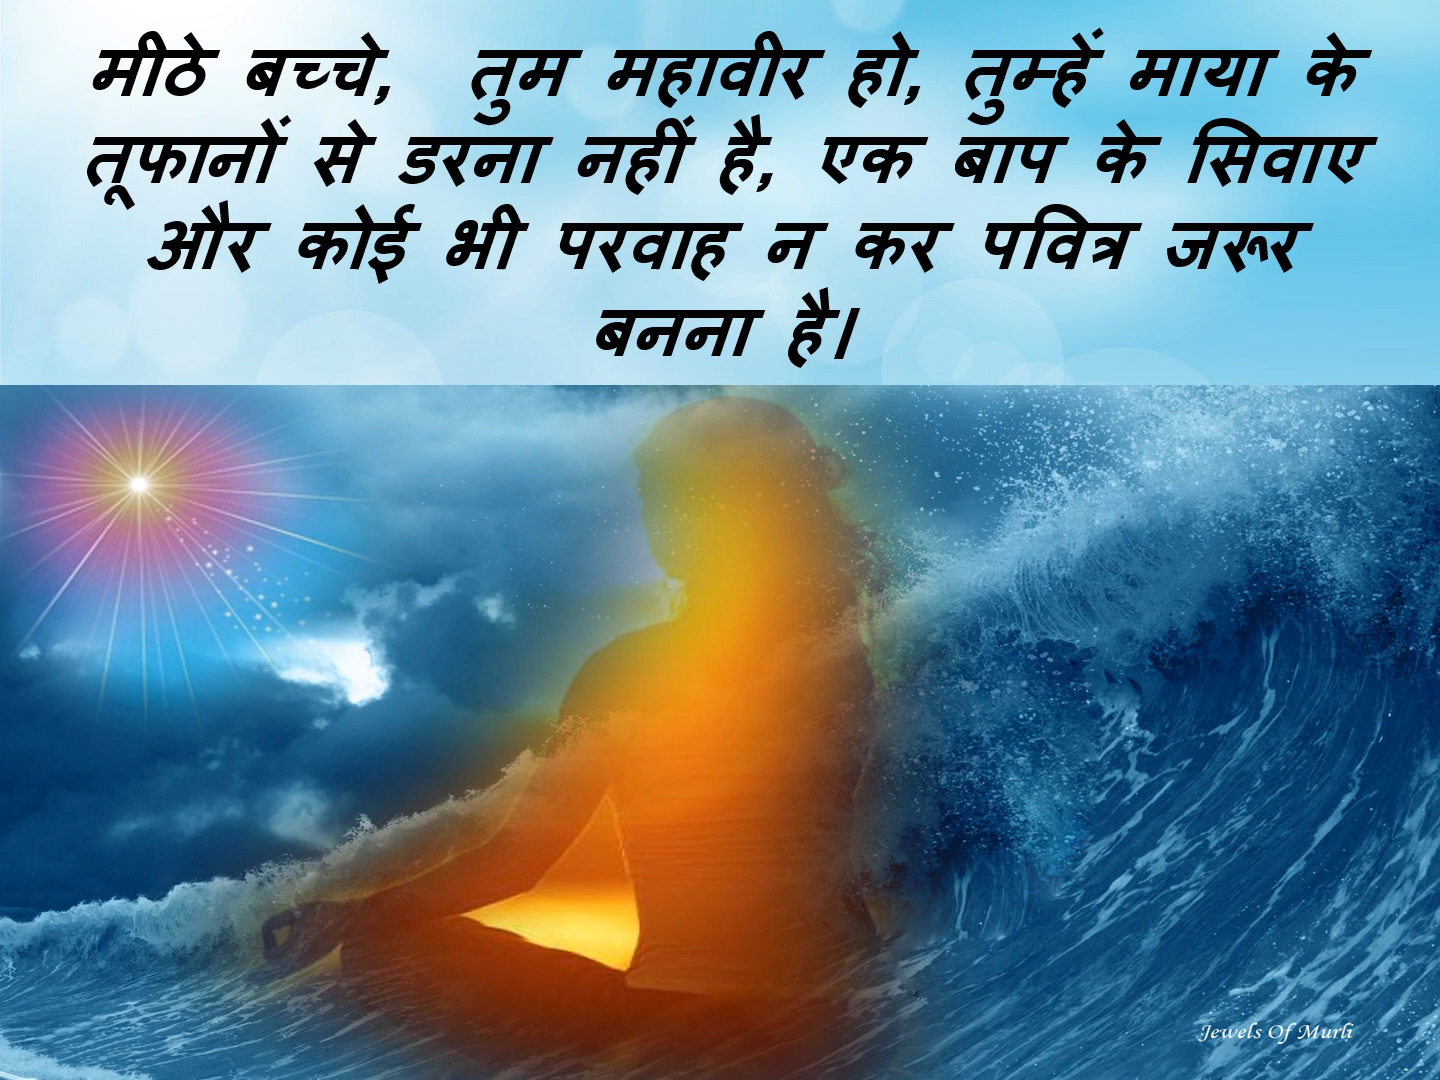 मीठे बच्चे, तुम महावीर हो, तुम्हें माया के
तूफानों से डरना नहीं है, एक बाप के सिवाए
और कोई भी परवाह न कर पवित्र जरूर
बनना है।
Jewels Of Murli